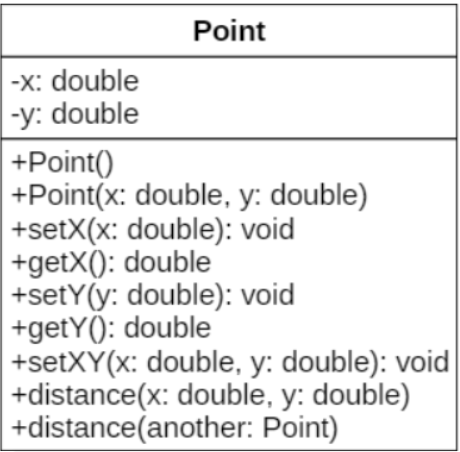 Point
-x: double
-y: double
+Point()
+Point(x: double, y: double)
+setX(x: double): void
+getX(): double
+setY(y: double): void
+getY(): double
+setXY(x: double, y: double): void
+distance(x: double, y: double)
+distance(another: Point)